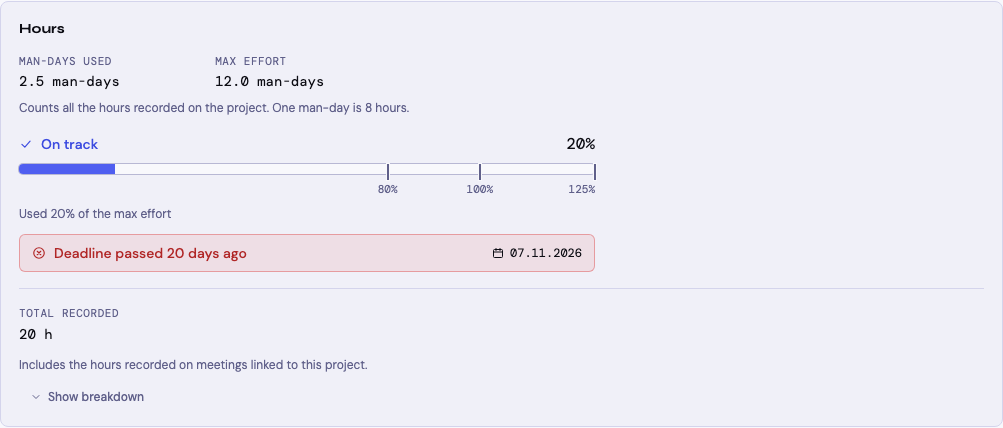 Hours
MAN-DAYS USED
MAX EFFORT
2.5 man-days
12.0 man-days
Counts all the hours recorded on the project. One man-day is 8 hours.
On track
20%
80%
100%
125%
Used 20% of the max effort
Deadline passed 20 days ago
07.11.2026
TOTAL RECORDED
20 h
Includes the hours recorded on meetings linked to this project.
Show breakdown